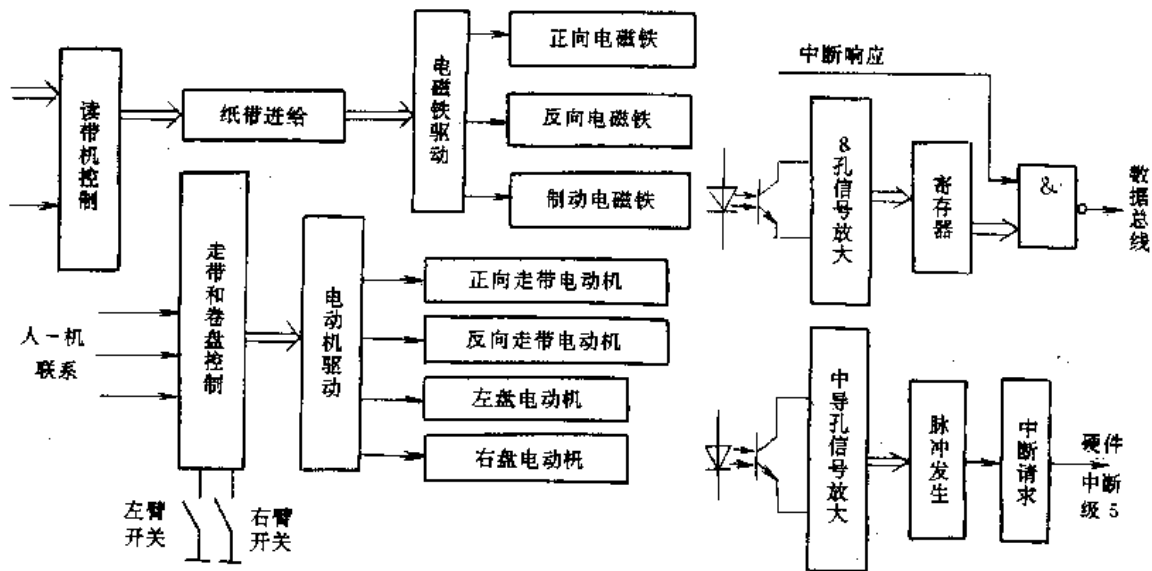 读带机控制
纸带进给
电磁铁驱动
正向电磁铁
反向电磁铁
制动电磁铁
人-机
联系
走带和卷盘控制
电动机驱动
正向走带电动机
反向走带电动机
左盘电动机
右盘电动机
左臂
开关
右臂
开关
中断响应
8孔信号放大
寄存器
&
数据总线
中导孔信号放大
脉冲发生
中断请求
硬件
中断
级5